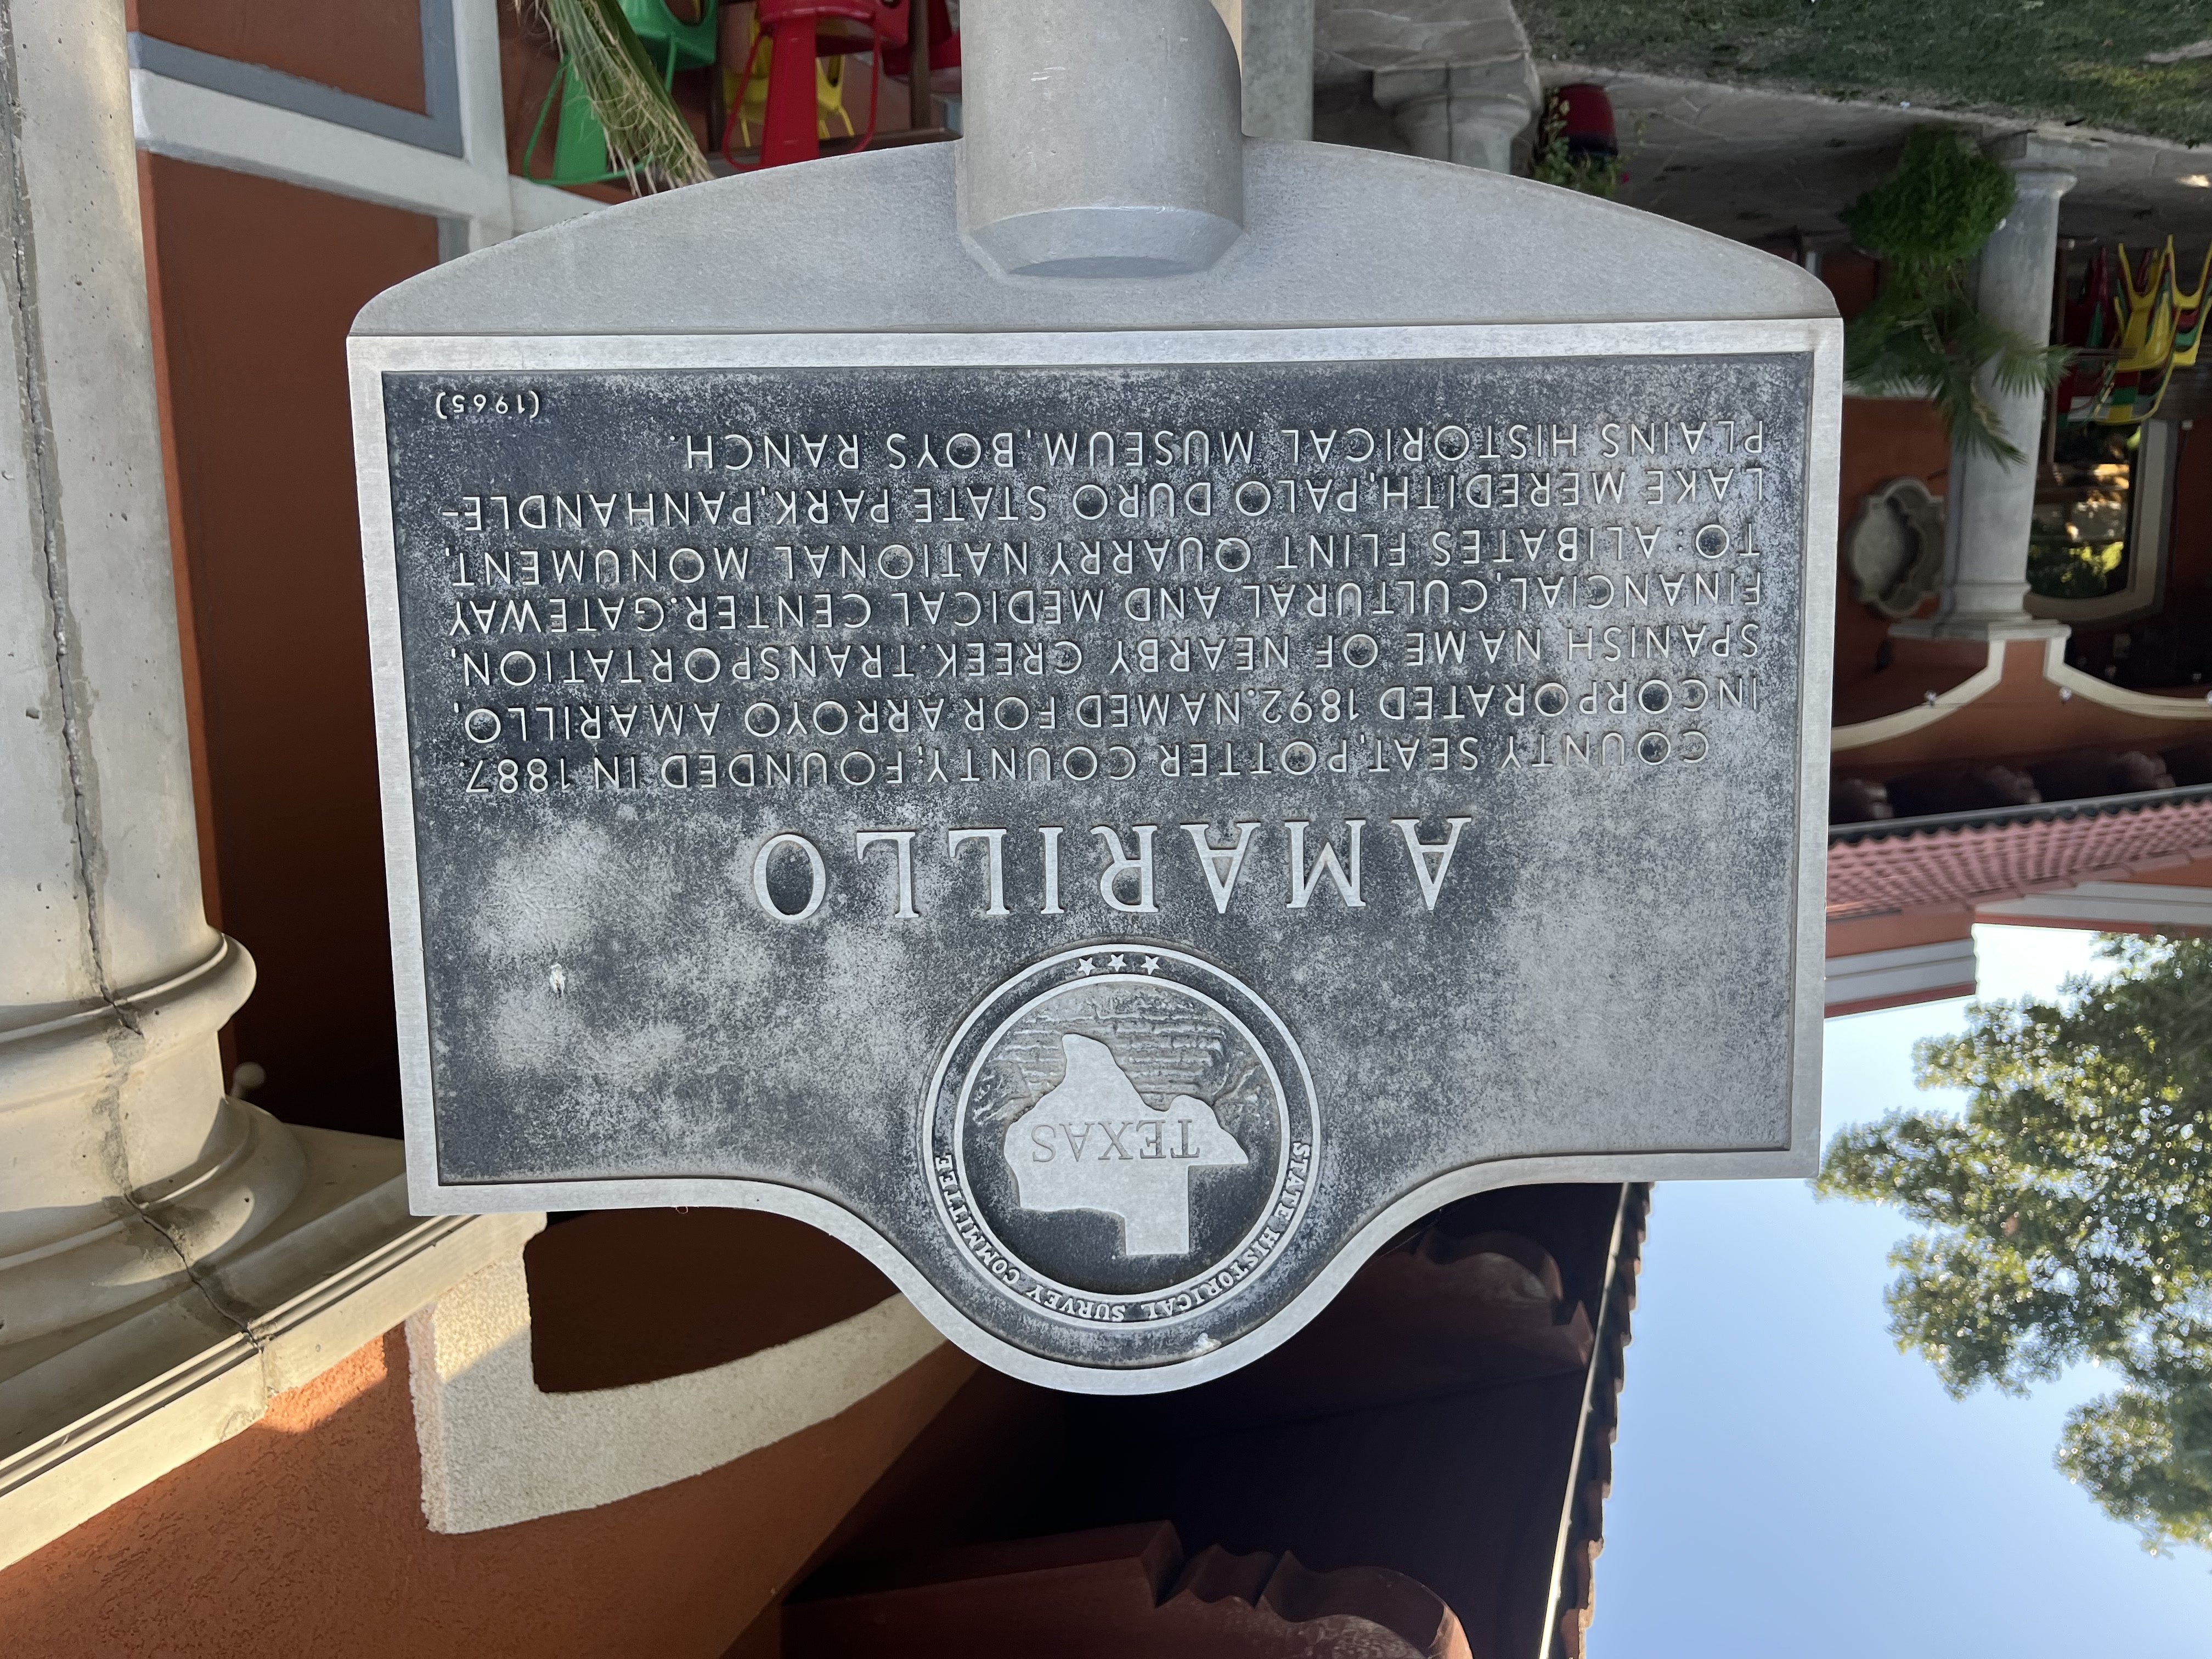 STATE HISTORICAL SURVEY COMMITTEE
TEXAS
AMARILLO
COUNTY SEAT, POTTER COUNTY, FOUNDED IN 1887.
INCORPORATED 1892. NAMED FOR ARROYO AMARILLO,
SPANISH NAME OF NEARBY CREEK. TRANSPORTATION,
FINANCIAL, CULTURAL AND MEDICAL CENTER. GATEWAY
TO: ALIBATES FLINT QUARRY NATIONAL MONUMENT,
LAKE MEREDITH, PALO DURO STATE PARK, PANHANDLE-
PLAINS HISTORICAL MUSEUM, BOYS RANCH.
(1965)